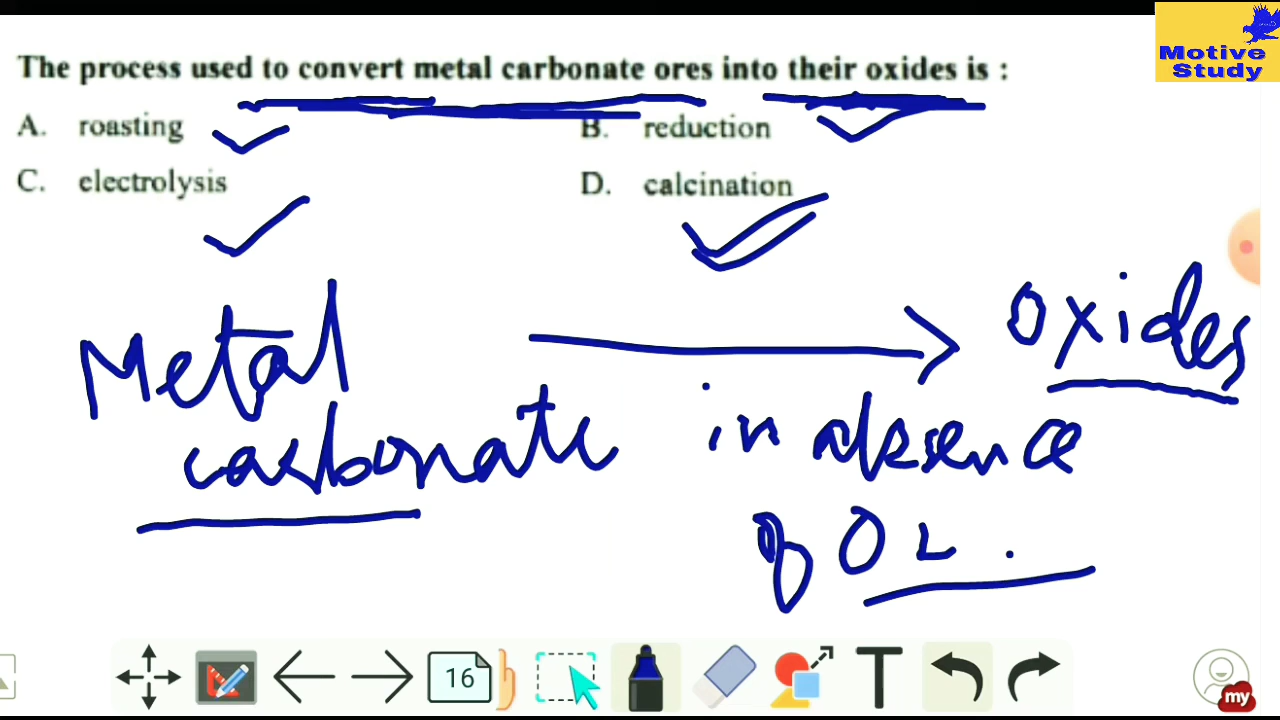 Motive
Study
The process used to convert metal carbonate ores into their oxides is :
A. roasting
B. reduction
C. electrolysis
D. calcination
Metal
carbonate
oxides
in absence
of O2.
16
T
my